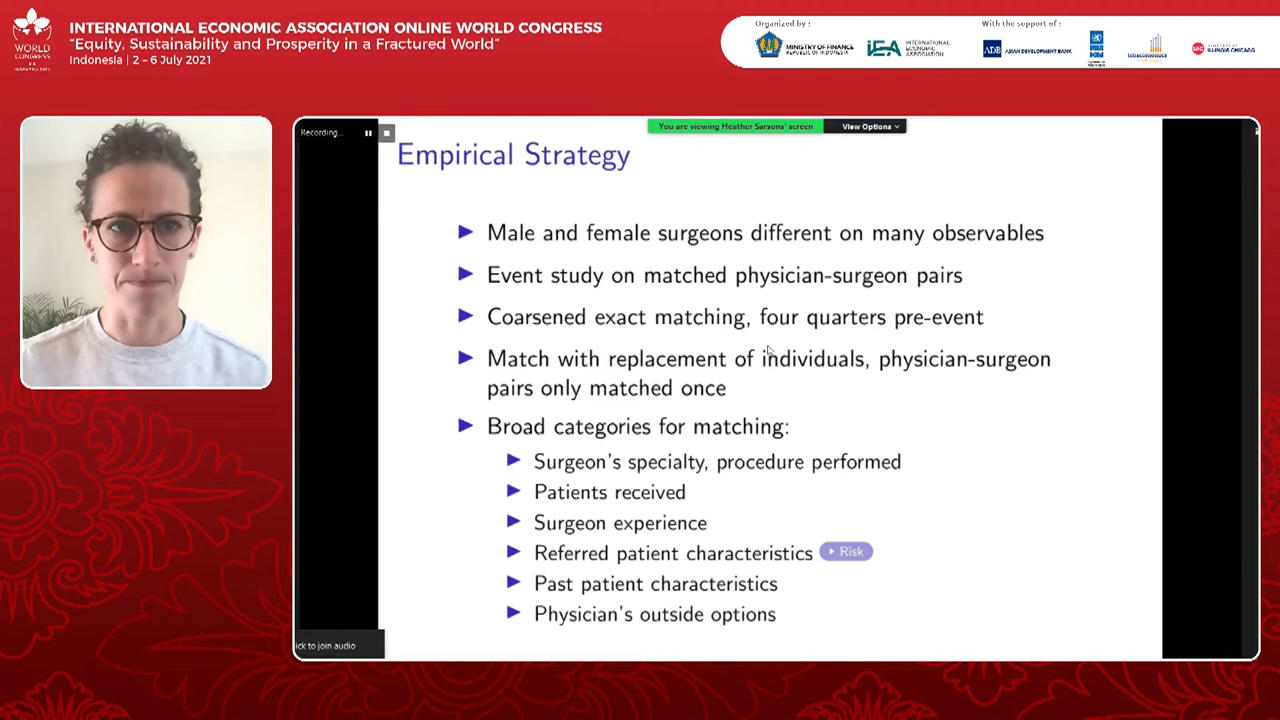 INTERNATIONAL ECONOMIC ASSOCIATION ONLINE WORLD CONGRESS
“Equity, Sustainability and Prosperity in a Fractured World”
Indonesia | 2 - 6 July 2021
WORLD
CONGRESS
Organized by :
MINISTRY OF FINANCE
REPUBLIC OF INDONESIA
iEA
INTERNATIONAL
ECONOMIC
ASSOCIATION
With the support of :
ADB
ASIAN DEVELOPMENT BANK
UIC
ILLINOIS CHICAGO
Recording...
You are viewing Heather Sarsons' screen
View Options
Empirical Strategy
Male and female surgeons different on many observables
Event study on matched physician-surgeon pairs
Coarsened exact matching, four quarters pre-event
Match with replacement of individuals, physician-surgeon
pairs only matched once
Broad categories for matching:
Surgeon's specialty, procedure performed
Patients received
Surgeon experience
Referred patient characteristics
Risk
Past patient characteristics
Physician's outside options
ick to join audio